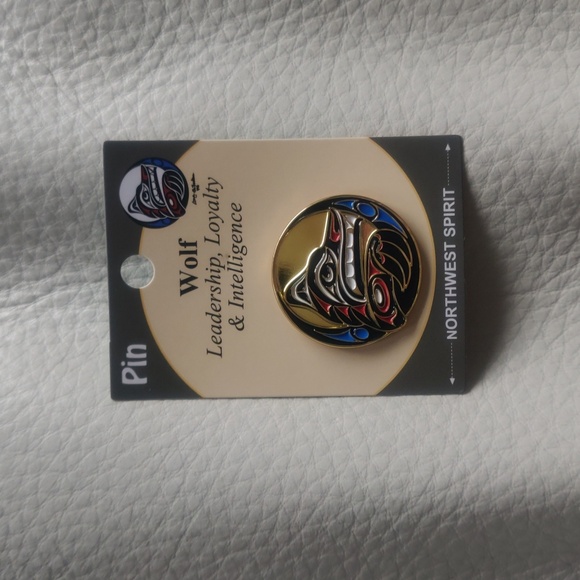 Pin
Wolf
Leadership, Loyalty
& Intelligence
NORTHWEST SPIRIT